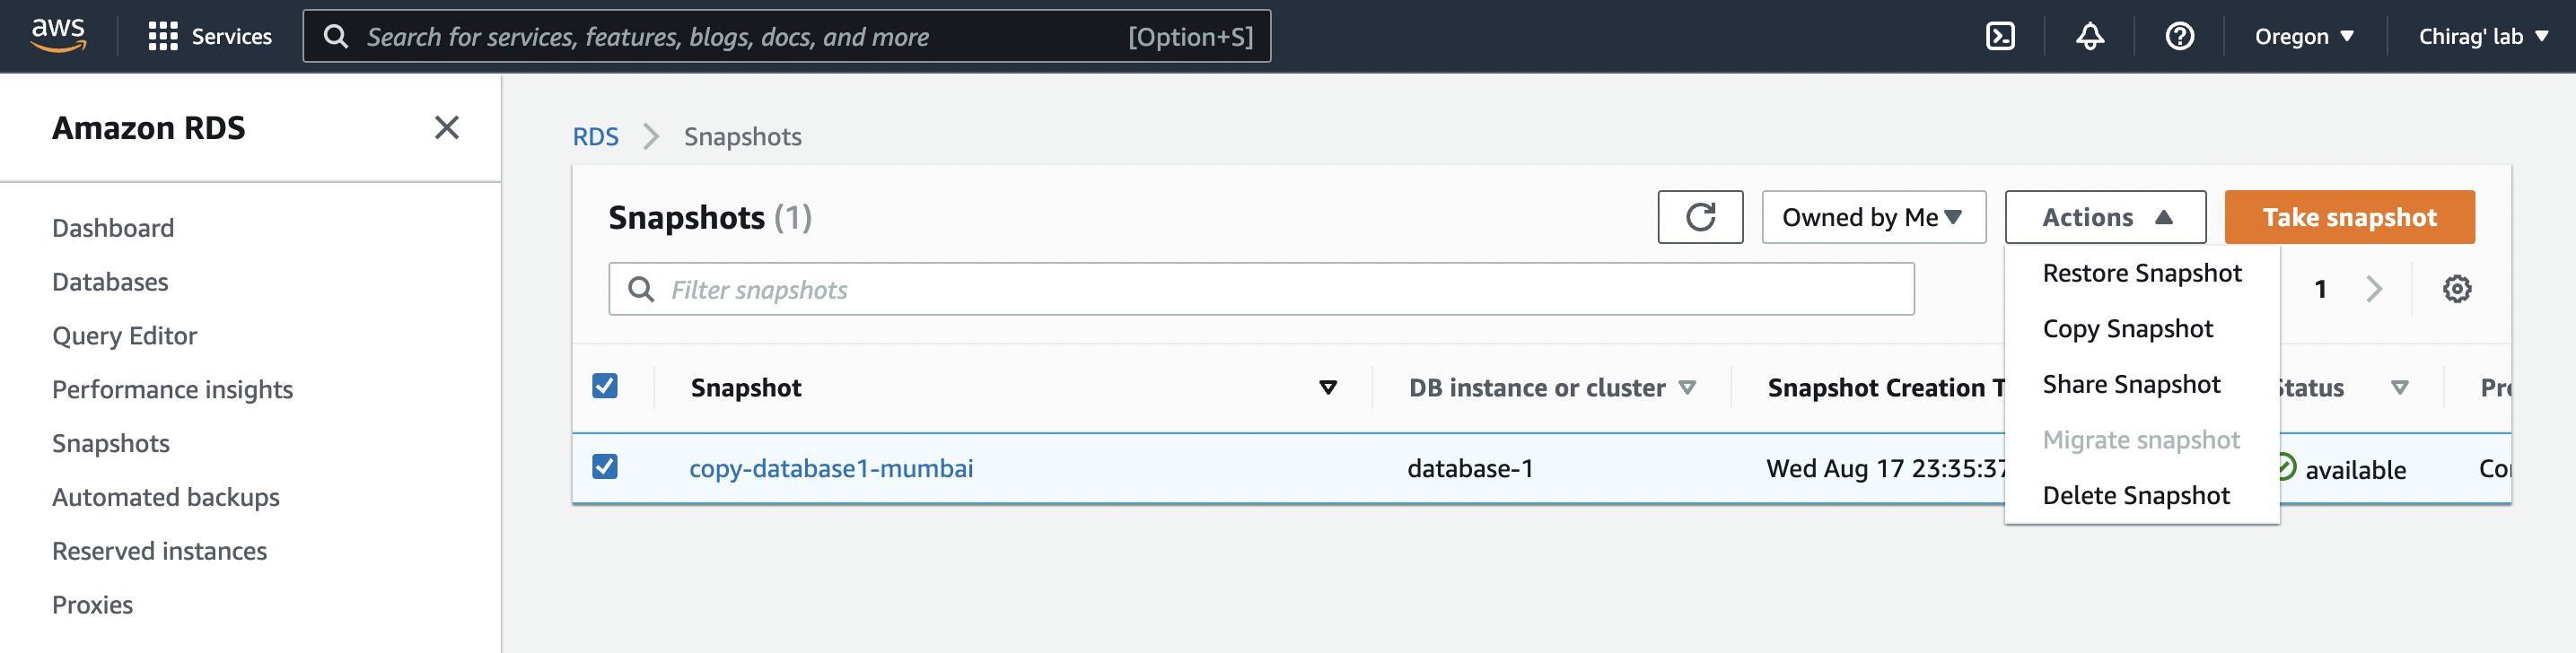 aws
Services
Search for services, features, blogs, docs, and more
[Option+S]
Oregon
Chirag' lab
Amazon RDS
Dashboard
Databases
Query Editor
Performance insights
Snapshots
Automated backups
Reserved instances
Proxies
RDS
Snapshots
Snapshots (1)
Owned by Me
Actions
Take snapshot
Filter snapshots
1
Restore Snapshot
Copy Snapshot
Share Snapshot
Migrate snapshot
Delete Snapshot
Snapshot
DB instance or cluster
Snapshot Creation T
Status
Pro
copy-database1-mumbai
database-1
Wed Aug 17 23:35:37
available